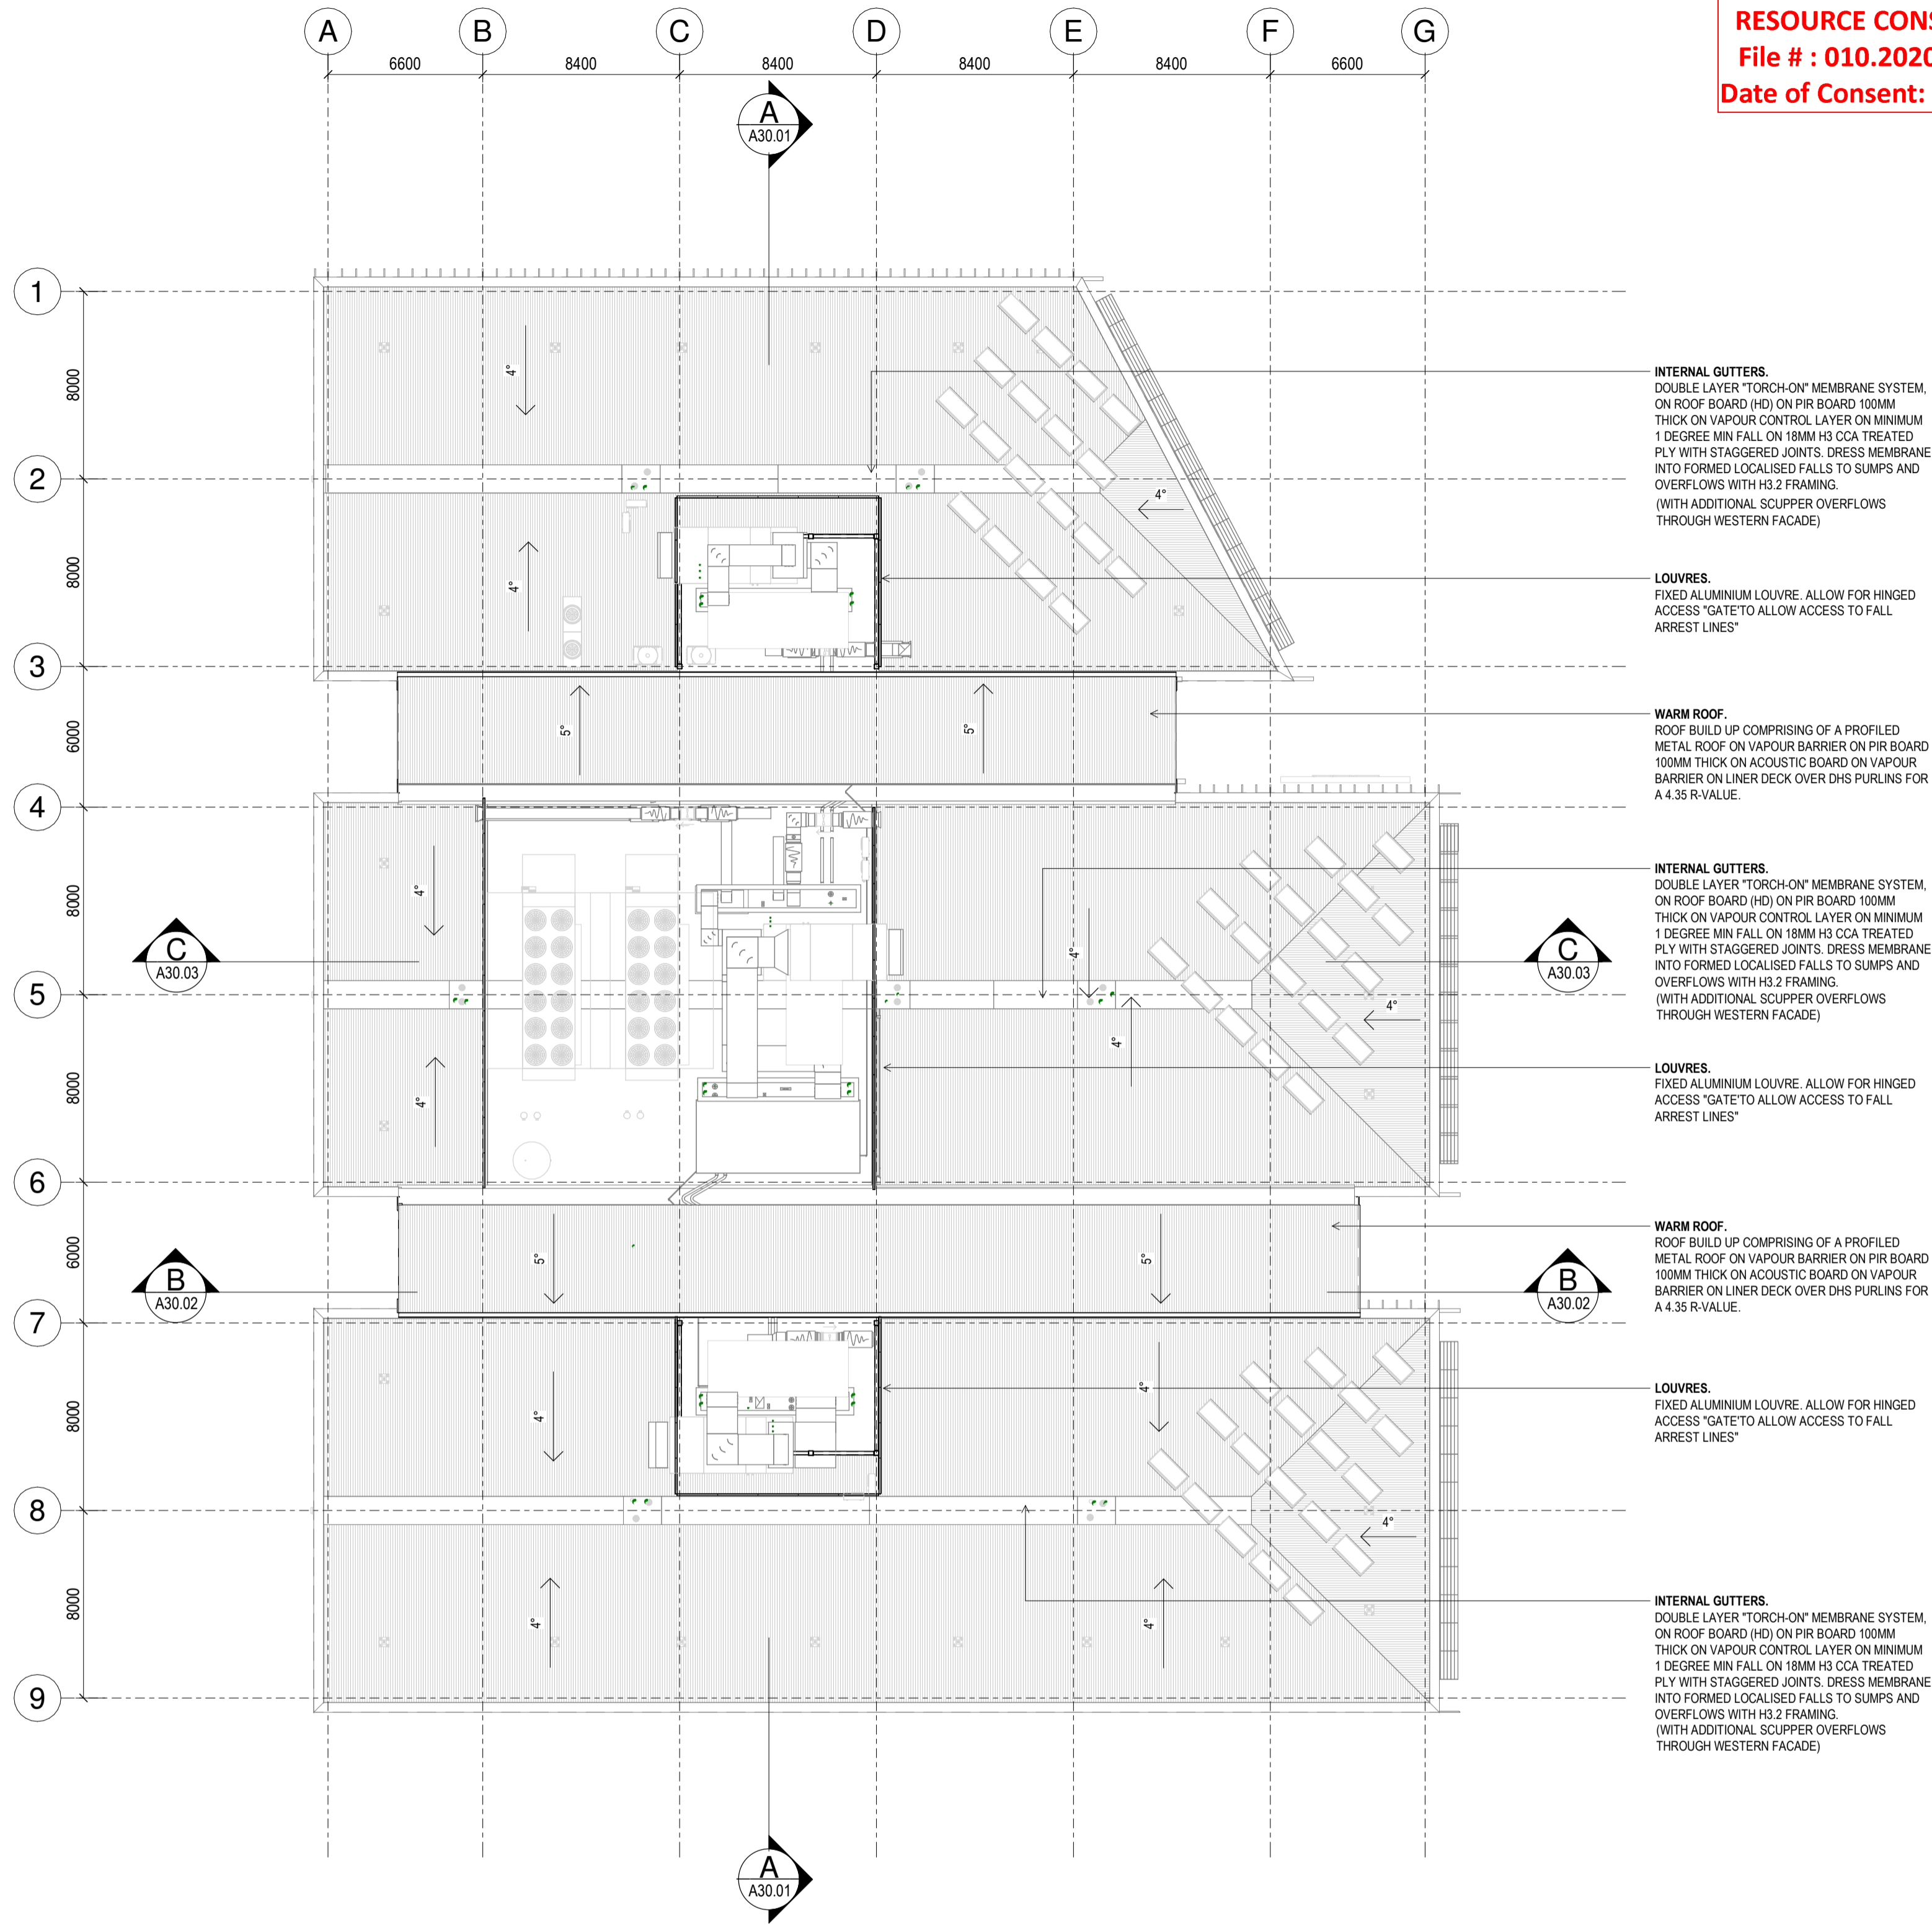 RESOURCE CONS
File # : 010.2020
Date of Consent:
A B C D E F G
6600 8400 8400 8400 8400 6600
A
A30.01
1
8000
4°
2
4°
8000
4°
3
6000
5° 5°
4
8000
4°
4°
C
A30.03
C
A30.03
5
4°
4°
4°
8000
6
6000
5° 5°
B
A30.02
B
A30.02
7
8000
4° 4°
8
4°
8000
4° 4°
9
A
A30.01
INTERNAL GUTTERS.
DOUBLE LAYER "TORCH-ON" MEMBRANE SYSTEM,
ON ROOF BOARD (HD) ON PIR BOARD 100MM
THICK ON VAPOUR CONTROL LAYER ON MINIMUM
1 DEGREE MIN FALL ON 18MM H3 CCA TREATED
PLY WITH STAGGERED JOINTS. DRESS MEMBRANE
INTO FORMED LOCALISED FALLS TO SUMPS AND
OVERFLOWS WITH H3.2 FRAMING.
(WITH ADDITIONAL SCUPPER OVERFLOWS
THROUGH WESTERN FACADE)
LOUVRES.
FIXED ALUMINIUM LOUVRE. ALLOW FOR HINGED
ACCESS "GATE'TO ALLOW ACCESS TO FALL
ARREST LINES"
WARM ROOF.
ROOF BUILD UP COMPRISING OF A PROFILED
METAL ROOF ON VAPOUR BARRIER ON PIR BOARD
100MM THICK ON ACOUSTIC BOARD ON VAPOUR
BARRIER ON LINER DECK OVER DHS PURLINS FOR
A 4.35 R-VALUE.
INTERNAL GUTTERS.
DOUBLE LAYER "TORCH-ON" MEMBRANE SYSTEM,
ON ROOF BOARD (HD) ON PIR BOARD 100MM
THICK ON VAPOUR CONTROL LAYER ON MINIMUM
1 DEGREE MIN FALL ON 18MM H3 CCA TREATED
PLY WITH STAGGERED JOINTS. DRESS MEMBRANE
INTO FORMED LOCALISED FALLS TO SUMPS AND
OVERFLOWS WITH H3.2 FRAMING.
(WITH ADDITIONAL SCUPPER OVERFLOWS
THROUGH WESTERN FACADE)
LOUVRES.
FIXED ALUMINIUM LOUVRE. ALLOW FOR HINGED
ACCESS "GATE'TO ALLOW ACCESS TO FALL
ARREST LINES"
WARM ROOF.
ROOF BUILD UP COMPRISING OF A PROFILED
METAL ROOF ON VAPOUR BARRIER ON PIR BOARD
100MM THICK ON ACOUSTIC BOARD ON VAPOUR
BARRIER ON LINER DECK OVER DHS PURLINS FOR
A 4.35 R-VALUE.
LOUVRES.
FIXED ALUMINIUM LOUVRE. ALLOW FOR HINGED
ACCESS "GATE'TO ALLOW ACCESS TO FALL
ARREST LINES"
INTERNAL GUTTERS.
DOUBLE LAYER "TORCH-ON" MEMBRANE SYSTEM,
ON ROOF BOARD (HD) ON PIR BOARD 100MM
THICK ON VAPOUR CONTROL LAYER ON MINIMUM
1 DEGREE MIN FALL ON 18MM H3 CCA TREATED
PLY WITH STAGGERED JOINTS. DRESS MEMBRANE
INTO FORMED LOCALISED FALLS TO SUMPS AND
OVERFLOWS WITH H3.2 FRAMING.
(WITH ADDITIONAL SCUPPER OVERFLOWS
THROUGH WESTERN FACADE)